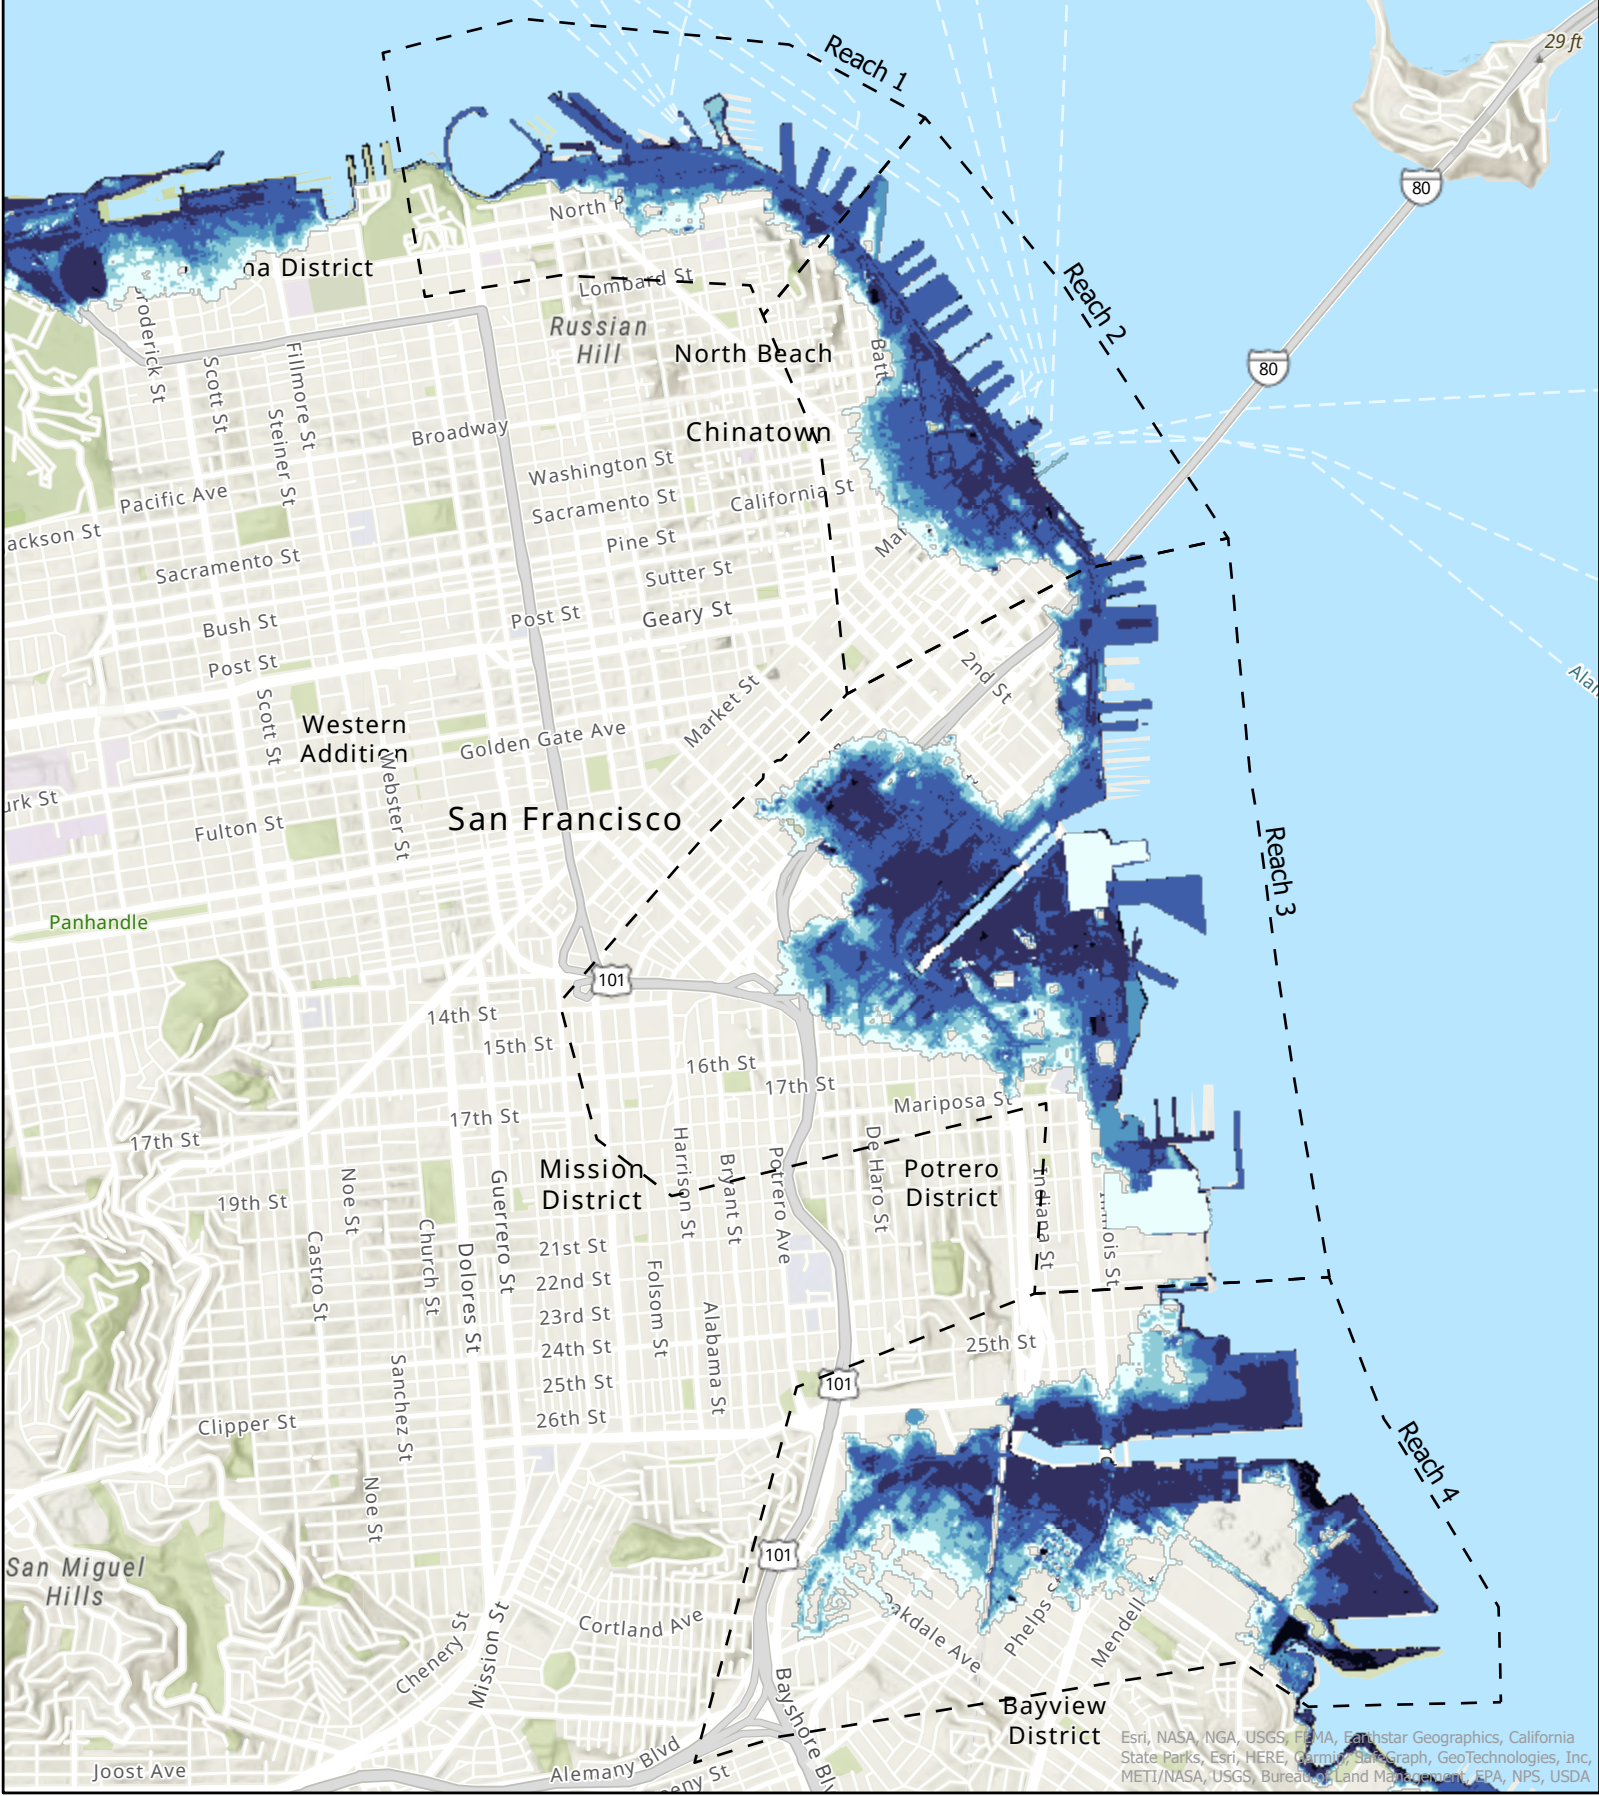 Reach 1
29 ft
80
North P
na District
Lombard St
Reach 2
Russian
Hill
North Beach
Batt
80
Broderick St
Scott St
Fillmore St
Steiner St
Broadway
Chinatown
Washington St
Pacific Ave
Sacramento St
California St
ackson St
Pine St
Mar
Sacramento St
Sutter St
Geary St
Bush St
Post St
Post St
2nd St
Alan
Scott St
Market St
Western
Addition
Golden Gate Ave
Webster St
urk St
Fulton St
San Francisco
Reach 3
Panhandle
101
14th St
15th St
16th St
17th St
Mariposa St
17th St
17th St
Harrison St
Bryant St
Potrero Ave
De Haro St
Mission
District
Potrero
District
Indiana St
Illinois St
Noe St
19th St
Guerrero St
Castro St
Church St
Dolores St
21st St
22nd St
23rd St
24th St
25th St
26th St
Folsom St
Alabama St
25th St
101
Sanchez St
Clipper St
Noe St
Reach 4
101
San Miguel
Hills
Cortland Ave
Oakdale Ave
Phelps
Mendell
Chenery St
Mission St
Bayshore Blv
Bayview
District
Joost Ave
Alemany Blvd
eny St
Esri, NASA, NGA, USGS, FEMA, Earthstar Geographics, California
State Parks, Esri, HERE, Garmin, SafeGraph, GeoTechnologies, Inc,
METI/NASA, USGS, Bureau of Land Management, EPA, NPS, USDA